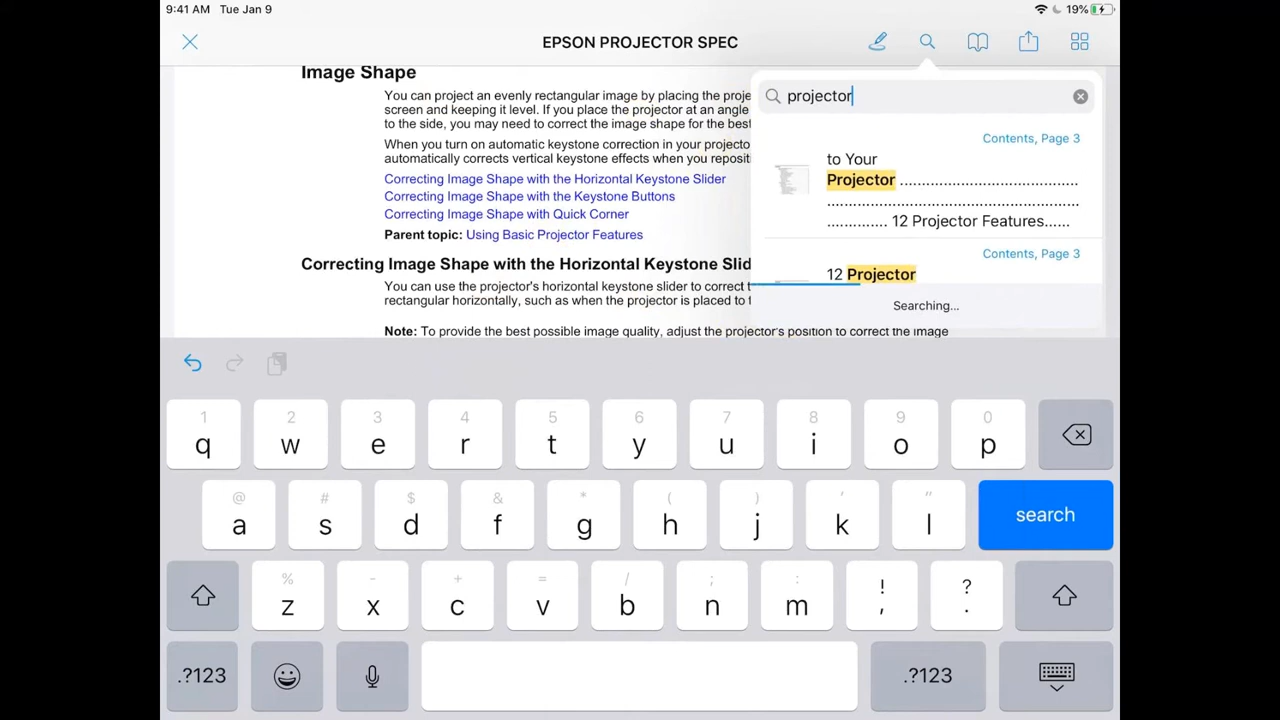 9:41 AM Tue Jan 9
19%
EPSON PROJECTOR SPEC
Image Shape
You can project an evenly rectangular image by placing the proje
screen and keeping it level. If you place the projector at an angle
to the side, you may need to correct the image shape for the best
When you turn on automatic keystone correction in your projecto
automatically corrects vertical keystone effects when you reposit
Correcting Image Shape with the Horizontal Keystone Slider
Correcting Image Shape with the Keystone Buttons
Correcting Image Shape with Quick Corner
Parent topic: Using Basic Projector Features
Correcting Image Shape with the Horizontal Keystone Slid
You can use the projector's horizontal keystone slider to correct t
rectangular horizontally, such as when the projector is placed to t
Note: To provide the best possible image quality, adjust the projector's position to correct the image
projector
Contents, Page 3
to Your
Projector ..........................................
...........................................................
.............. 12 Projector Features......
Contents, Page 3
12 Projector
Searching...
1 2 3 4 5 6 7 8 9 0
q w e r t y u i o p
@ # $ & * ( ) ' "
a s d f g h j k l search
% - + = / ; : ! ?
z x c v b n m , .
.?123 .?123